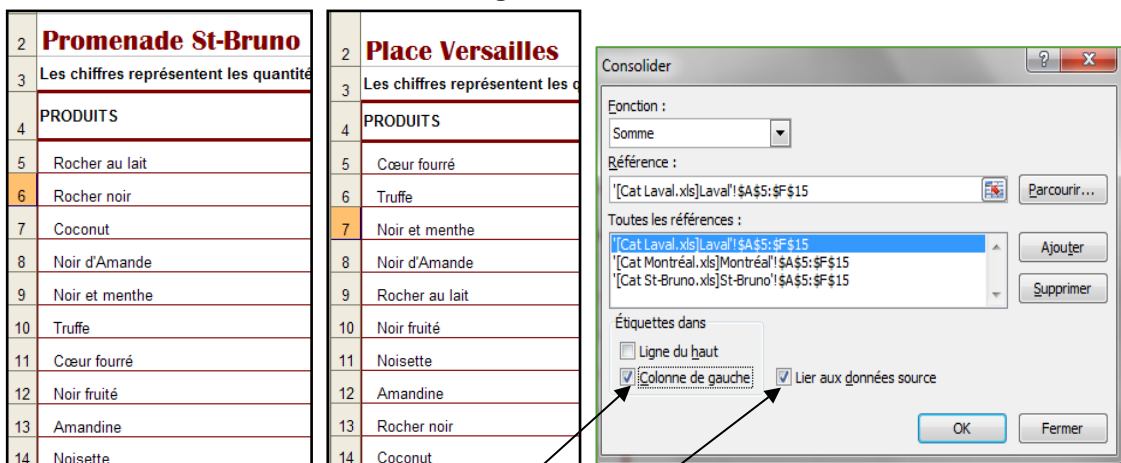 2 Promenade St-Bruno
3 Les chiffres représentent les quantité
4 PRODUITS
5 Rocher au lait
6 Rocher noir
7 Coconut
8 Noir d'Amande
9 Noir et menthe
10 Truffe
11 Cœur fourré
12 Noir fruité
13 Amandine
14 Noisette
2 Place Versailles
3 Les chiffres représentent les q
4 PRODUITS
5 Cœur fourré
6 Truffe
7 Noir et menthe
8 Noir d'Amande
9 Rocher au lait
10 Noir fruité
11 Noisette
12 Amandine
13 Rocher noir
14 Coconut
Consolider
Fonction :
Somme
Référence :
'[Cat Laval.xls]Laval'!$A$5:$F$15
Parcourir...
Toutes les références :
'[Cat Laval.xls]Laval'!$A$5:$F$15
'[Cat Montréal.xls]Montréal'!$A$5:$F$15
'[Cat St-Bruno.xls]St-Bruno'!$A$5:$F$15
Ajouter
Supprimer
Étiquettes dans
Ligne du haut
Colonne de gauche
Lier aux données source
OK
Fermer